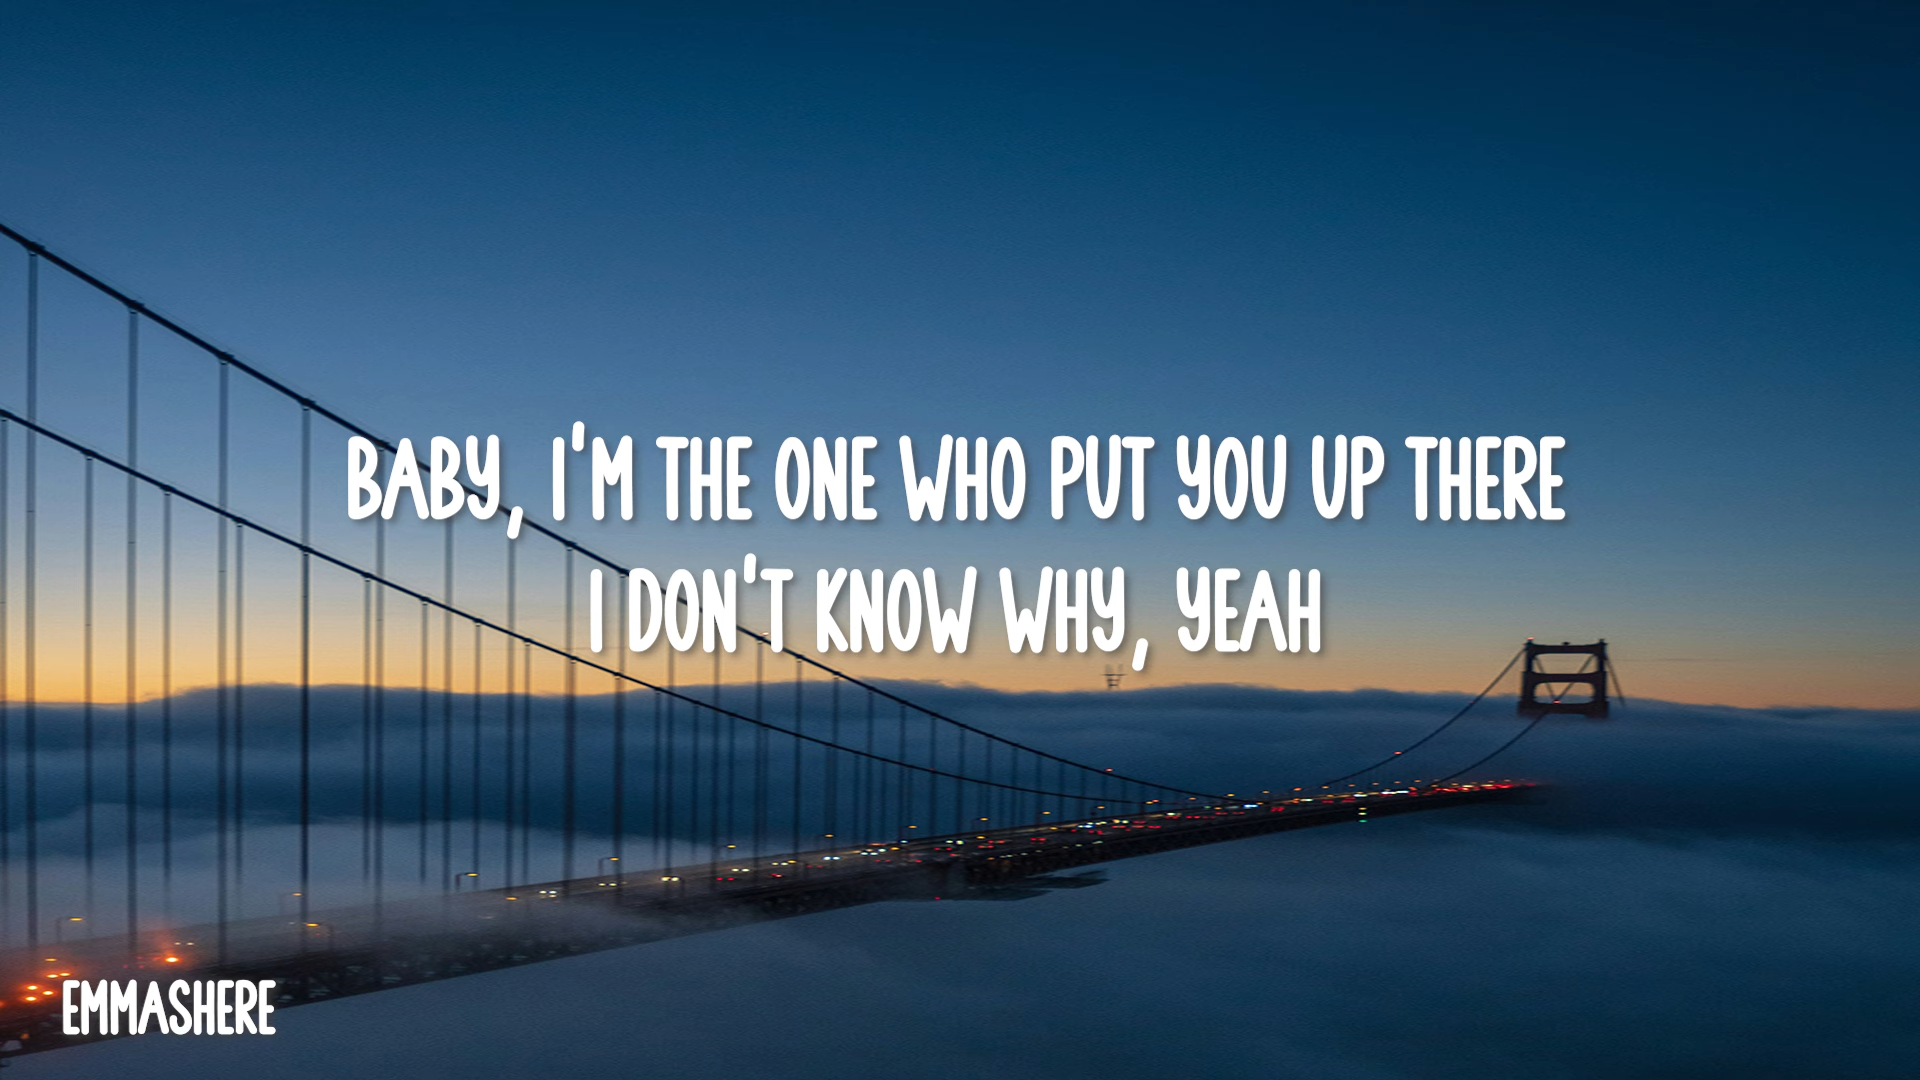 BABY, I'M THE ONE WHO PUT YOU UP THERE
I DON'T KNOW WHY, YEAH
EMMASHERE